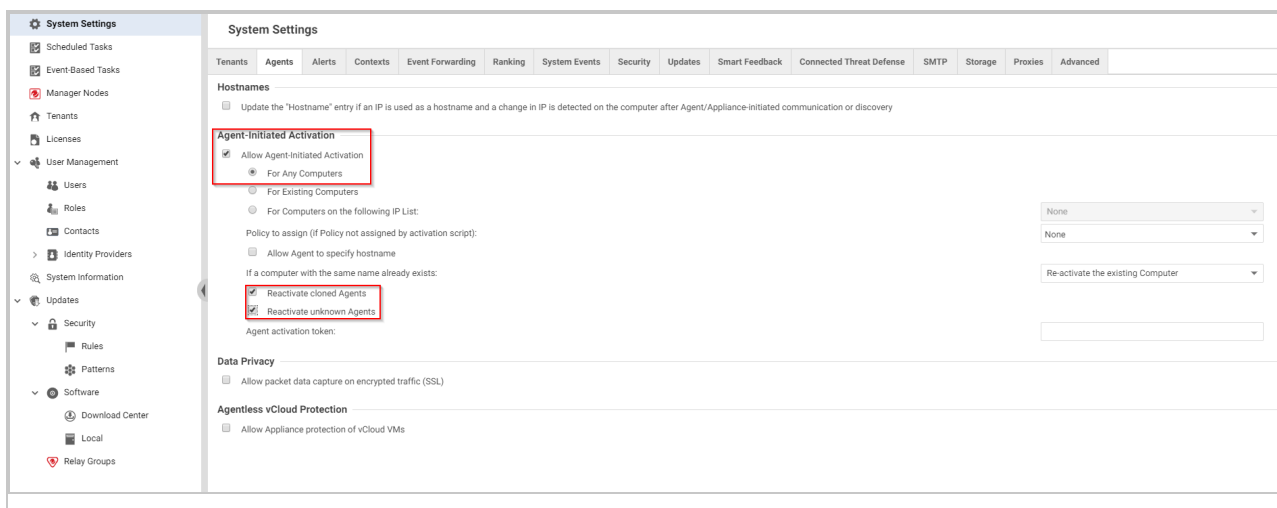 System Settings
Scheduled Tasks
Event-Based Tasks
Manager Nodes
Tenants
Licenses
User Management
Users
Roles
Contacts
Identity Providers
System Information
Updates
Security
Rules
Patterns
Software
Download Center
Local
Relay Groups
System Settings
Tenants Agents Alerts Contexts Event Forwarding Ranking System Events Security Updates Smart Feedback Connected Threat Defense SMTP Storage Proxies Advanced
Hostnames
Update the "Hostname" entry if an IP is used as a hostname and a change in IP is detected on the computer after Agent/Appliance-initiated communication or discovery
Agent-Initiated Activation
Allow Agent-Initiated Activation
For Any Computers
For Existing Computers
For Computers on the following IP List: None
Policy to assign (if Policy not assigned by activation script): None
Allow Agent to specify hostname
If a computer with the same name already exists: Re-activate the existing Computer
Reactivate cloned Agents
Reactivate unknown Agents
Agent activation token:
Data Privacy
Allow packet data capture on encrypted traffic (SSL)
Agentless vCloud Protection
Allow Appliance protection of vCloud VMs